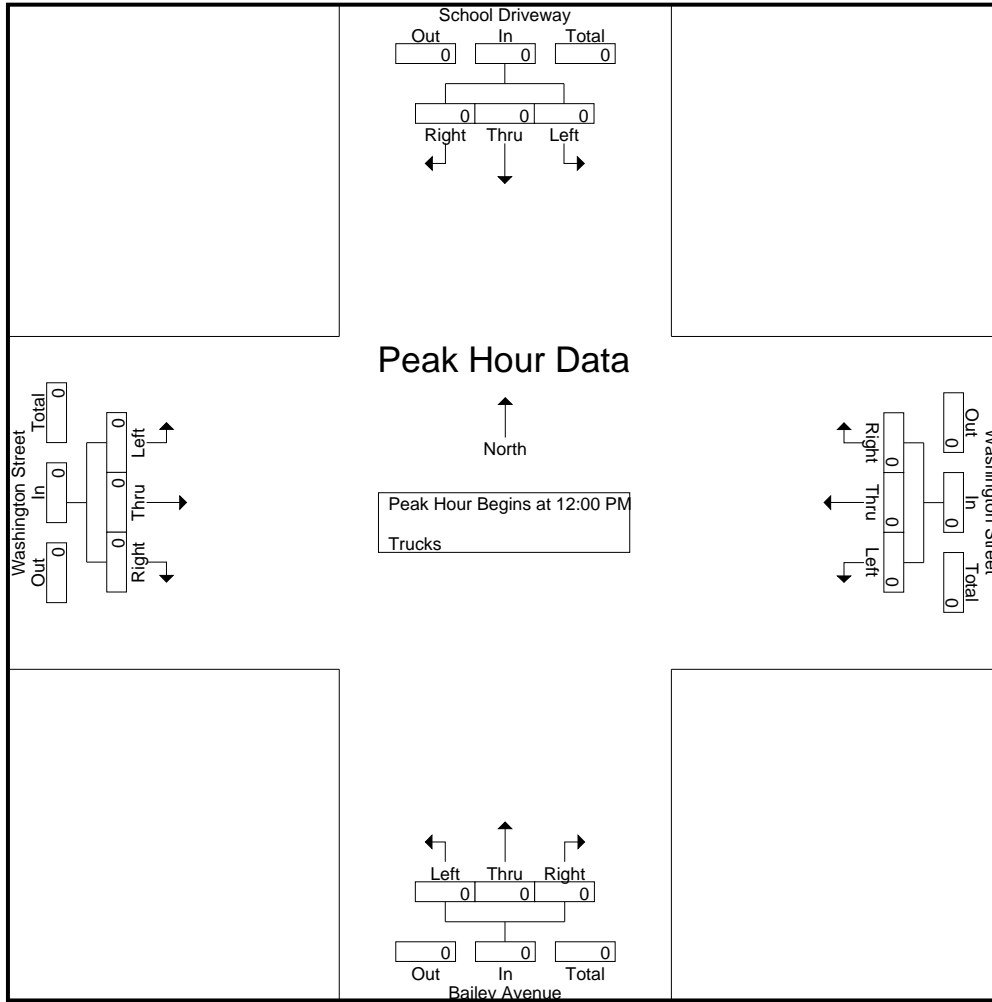 School Driveway
Out In Total
0 0 0
0 0 0
Right Thru Left
Peak Hour Data
North
Peak Hour Begins at 12:00 PM
Trucks
Washington Street
Total In Out
0 0 0
0 0 0
Left Thru Right
Washington Street
Out In Total
0 0 0
0 0 0
Right Thru Left
Left Thru Right
0 0 0
0 0 0
Out In Total
Bailey Avenue